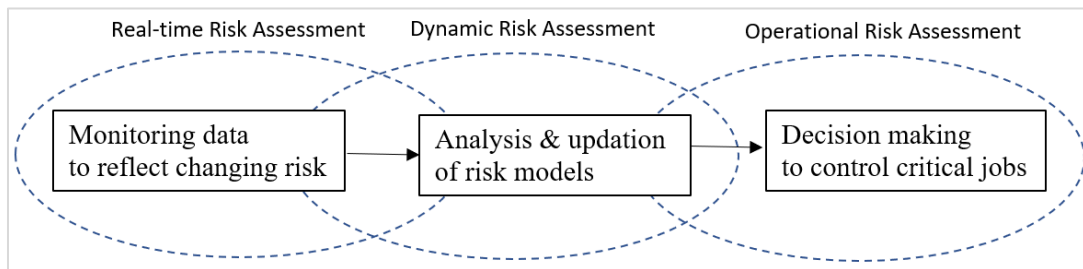 Real-time Risk Assessment
Dynamic Risk Assessment
Operational Risk Assessment
Monitoring data
to reflect changing risk
Analysis & updation
of risk models
Decision making
to control critical jobs